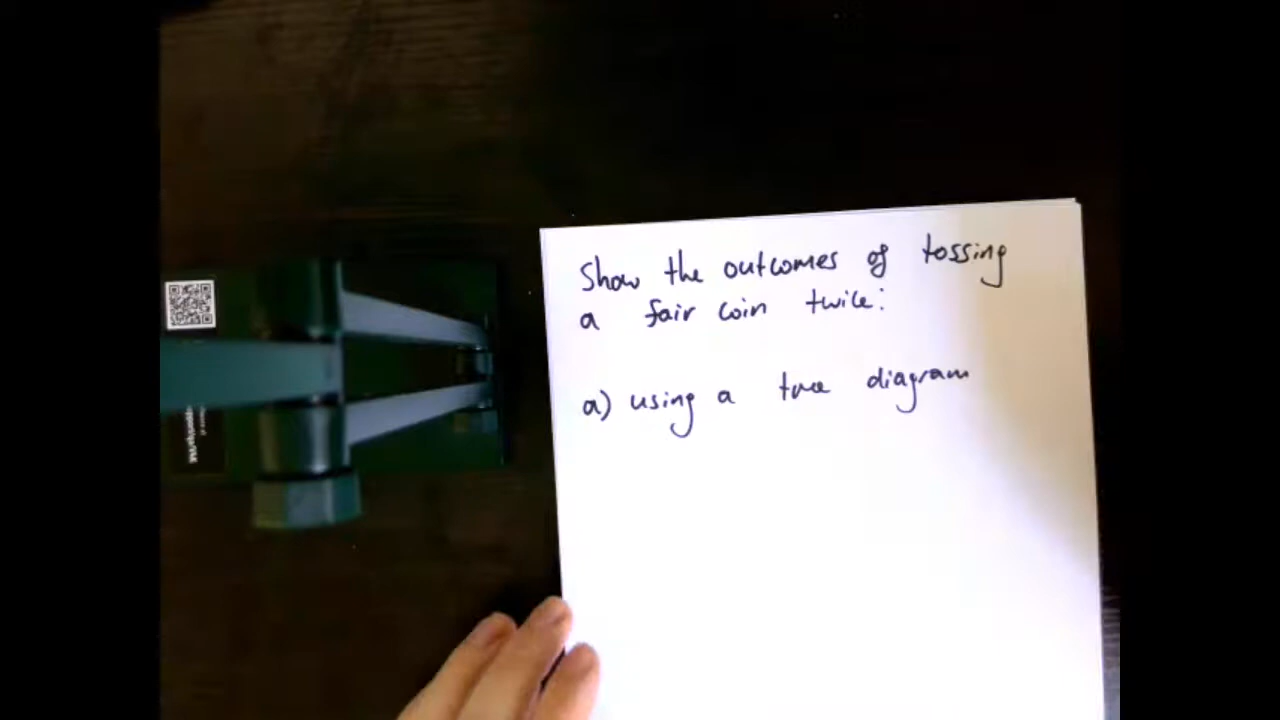 Show the outcomes of tossing
a fair coin twice:
a) using a tree diagram